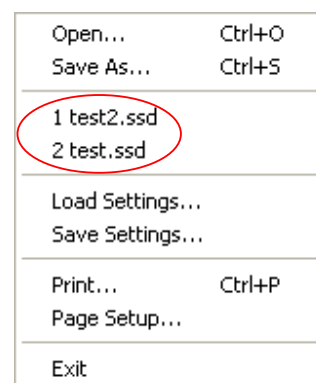 Open... Ctrl+O
Save As... Ctrl+S
1 test2.ssd
2 test.ssd
Load Settings...
Save Settings...
Print... Ctrl+P
Page Setup...
Exit